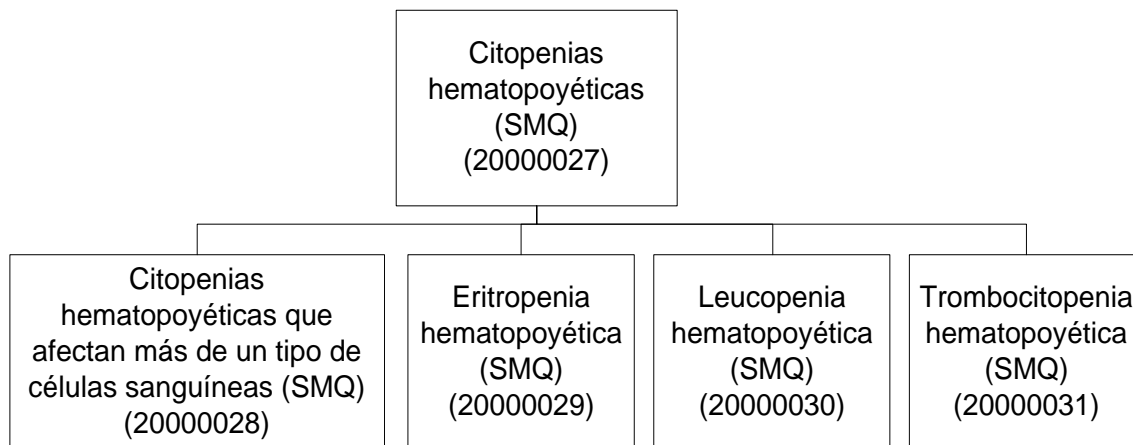 Citopenias
hematopoyéticas
(SMQ)
(20000027)
Citopenias
hematopoyéticas que
afectan más de un tipo de
células sanguíneas (SMQ)
(20000028)
Eritropenia
hematopoyética
(SMQ)
(20000029)
Leucopenia
hematopoyética
(SMQ)
(20000030)
Trombocitopenia
hematopoyética
(SMQ)
(20000031)